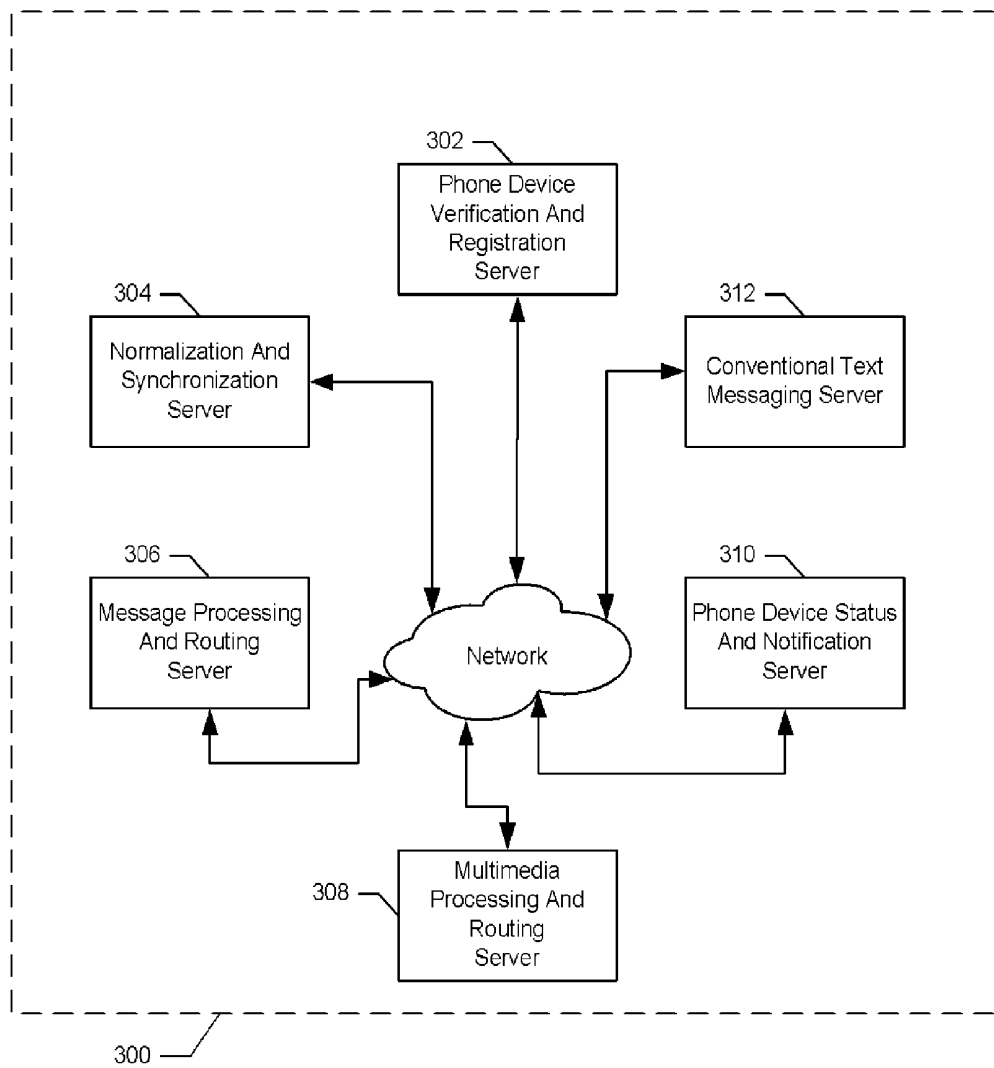 302
Phone Device
Verification And
Registration
Server
304
Normalization And
Synchronization
Server
312
Conventional Text
Messaging Server
306
Message Processing
And Routing
Server
310
Phone Device Status
And Notification
Server
Network
308
Multimedia
Processing And
Routing
Server
300